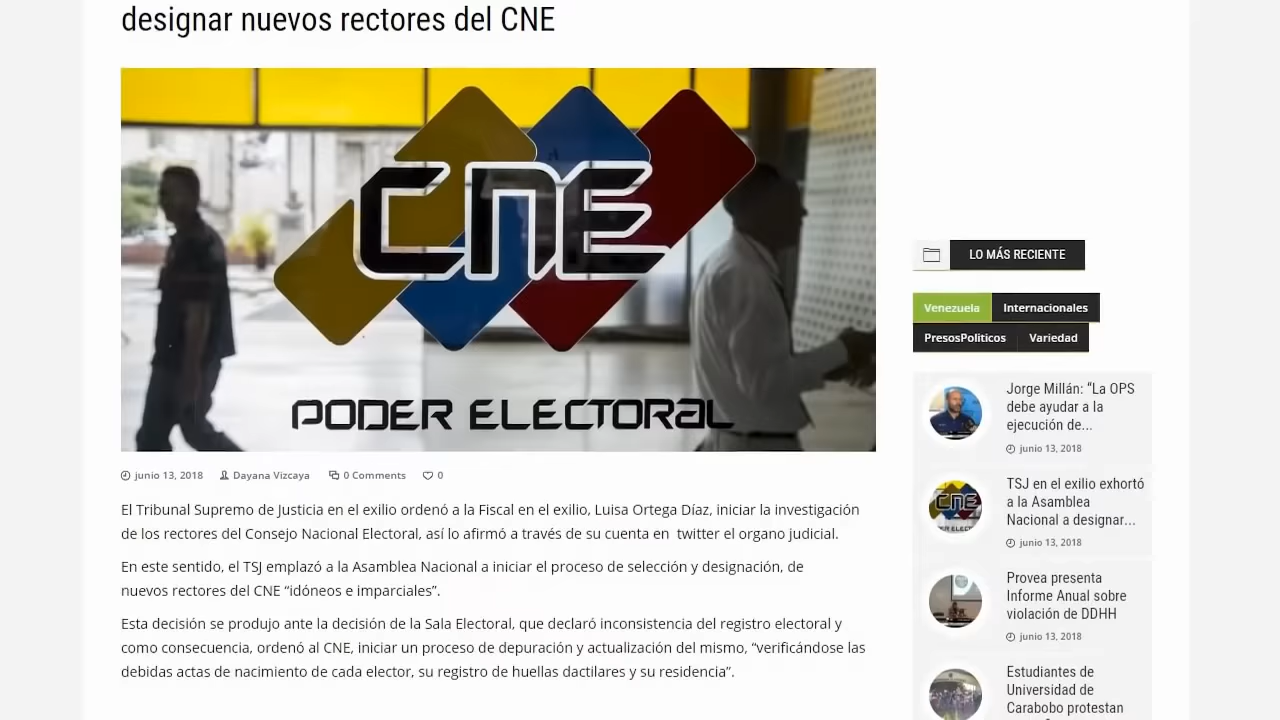 designar nuevos rectores del CNE
CNE
PODER ELECTORAL
junio 13, 2018 Dayana Vizcaya 0 Comments 0
El Tribunal Supremo de Justicia en el exilio ordenó a la Fiscal en el exilio, Luisa Ortega Díaz, iniciar la investigación
de los rectores del Consejo Nacional Electoral, así lo afirmó a través de su cuenta en twitter el organo judicial.
En este sentido, el TSJ emplazó a la Asamblea Nacional a iniciar el proceso de selección y designación, de
nuevos rectores del CNE “idóneos e imparciales”.
Esta decisión se produjo ante la decisión de la Sala Electoral, que declaró inconsistencia del registro electoral y
como consecuencia, ordenó al CNE, iniciar un proceso de depuración y actualización del mismo, “verificándose las
debidas actas de nacimiento de cada elector, su registro de huellas dactilares y su residencia”.
LO MÁS RECIENTE
Venezuela Internacionales
PresosPoliticos Variedad
Jorge Millán: “La OPS
debe ayudar a la
ejecución de...
junio 13, 2018
CNE
TSJ en el exilio exhortó
a la Asamblea
Nacional a designar...
junio 13, 2018
Provea presenta
Informe Anual sobre
violación de DDHH
junio 13, 2018
Estudiantes de
Universidad de
Carabobo protestan